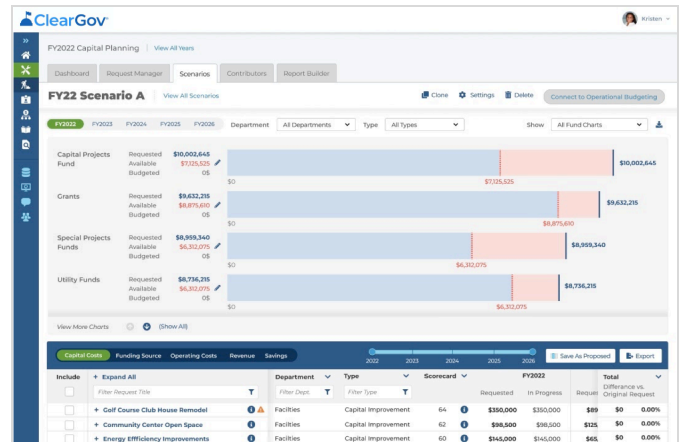 ClearGov
Kristen
FY2022 Capital Planning View All Years
Dashboard Request Manager Scenarios Contributors Report Builder
FY22 Scenario A View All Scenarios Clone Settings Delete Connect to Operational Budgeting
FY2022 FY2023 FY2024 FY2025 FY2026 Department All Departments Type All Types Show All Fund Charts
Capital Projects Requested $10,002,645
Fund Available $7,125,525 $10,002,645
Budgeted 0$
$0 $7,125,525
Grants Requested $9,632,215
Available $8,875,610 $9,632,215
Budgeted 0$
$0 $8,875,610
Special Projects Requested $8,959,340
Funds Available $6,312,075 $8,959,340
Budgeted 0$
$0 $6,312,075
Utility Funds Requested $8,736,215
Available $6,312,075 $8,736,215
Budgeted 0$
$0 $6,312,075
View More Charts (Show All)
Capital Costs Funding Source Operating Costs Revenue Savings Save As Proposed Export
2022 2023 2024 2025 2026
Include + Expand All Department Type Scorecard FY2022 Total
Filter Request Title Filter Dept Filter Type Requested In Progress Reques Difference vs. Original Request
+ Golf Course Club House Remodel Facilities Capital Improvement 64 $350,000 $350,000 $89 $0 0.00%
+ Community Center Open Space Facilities Capital Improvement 62 $98,500 $98,500 $125, $0 0.00%
+ Energy Effficiency Improvements Facilities Capital Improvement 60 $145,000 $145,000 $65, $0 0.00%